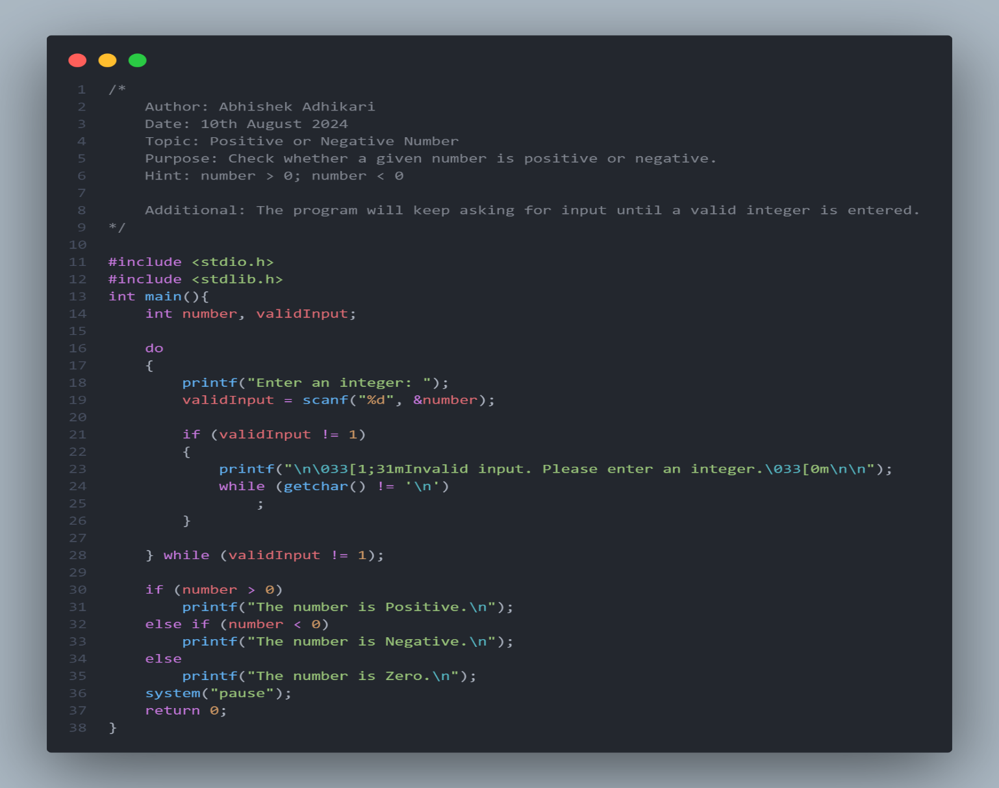 1 /*
2     Author: Abhishek Adhikari
3     Date: 10th August 2024
4     Topic: Positive or Negative Number
5     Purpose: Check whether a given number is positive or negative.
6     Hint: number > 0; number < 0
7
8     Additional: The program will keep asking for input until a valid integer is entered.
9 */
10
11 #include <stdio.h>
12 #include <stdlib.h>
13 int main(){
14     int number, validInput;
15
16     do
17     {
18         printf("Enter an integer: ");
19         validInput = scanf("%d", &number);
20
21         if (validInput != 1)
22         {
23             printf("\n\033[1;31mInvalid input. Please enter an integer.\033[0m\n\n");
24             while (getchar() != '\n')
25                 ;
26         }
27
28     } while (validInput != 1);
29
30     if (number > 0)
31         printf("The number is Positive.\n");
32     else if (number < 0)
33         printf("The number is Negative.\n");
34     else
35         printf("The number is Zero.\n");
36     system("pause");
37     return 0;
38 }